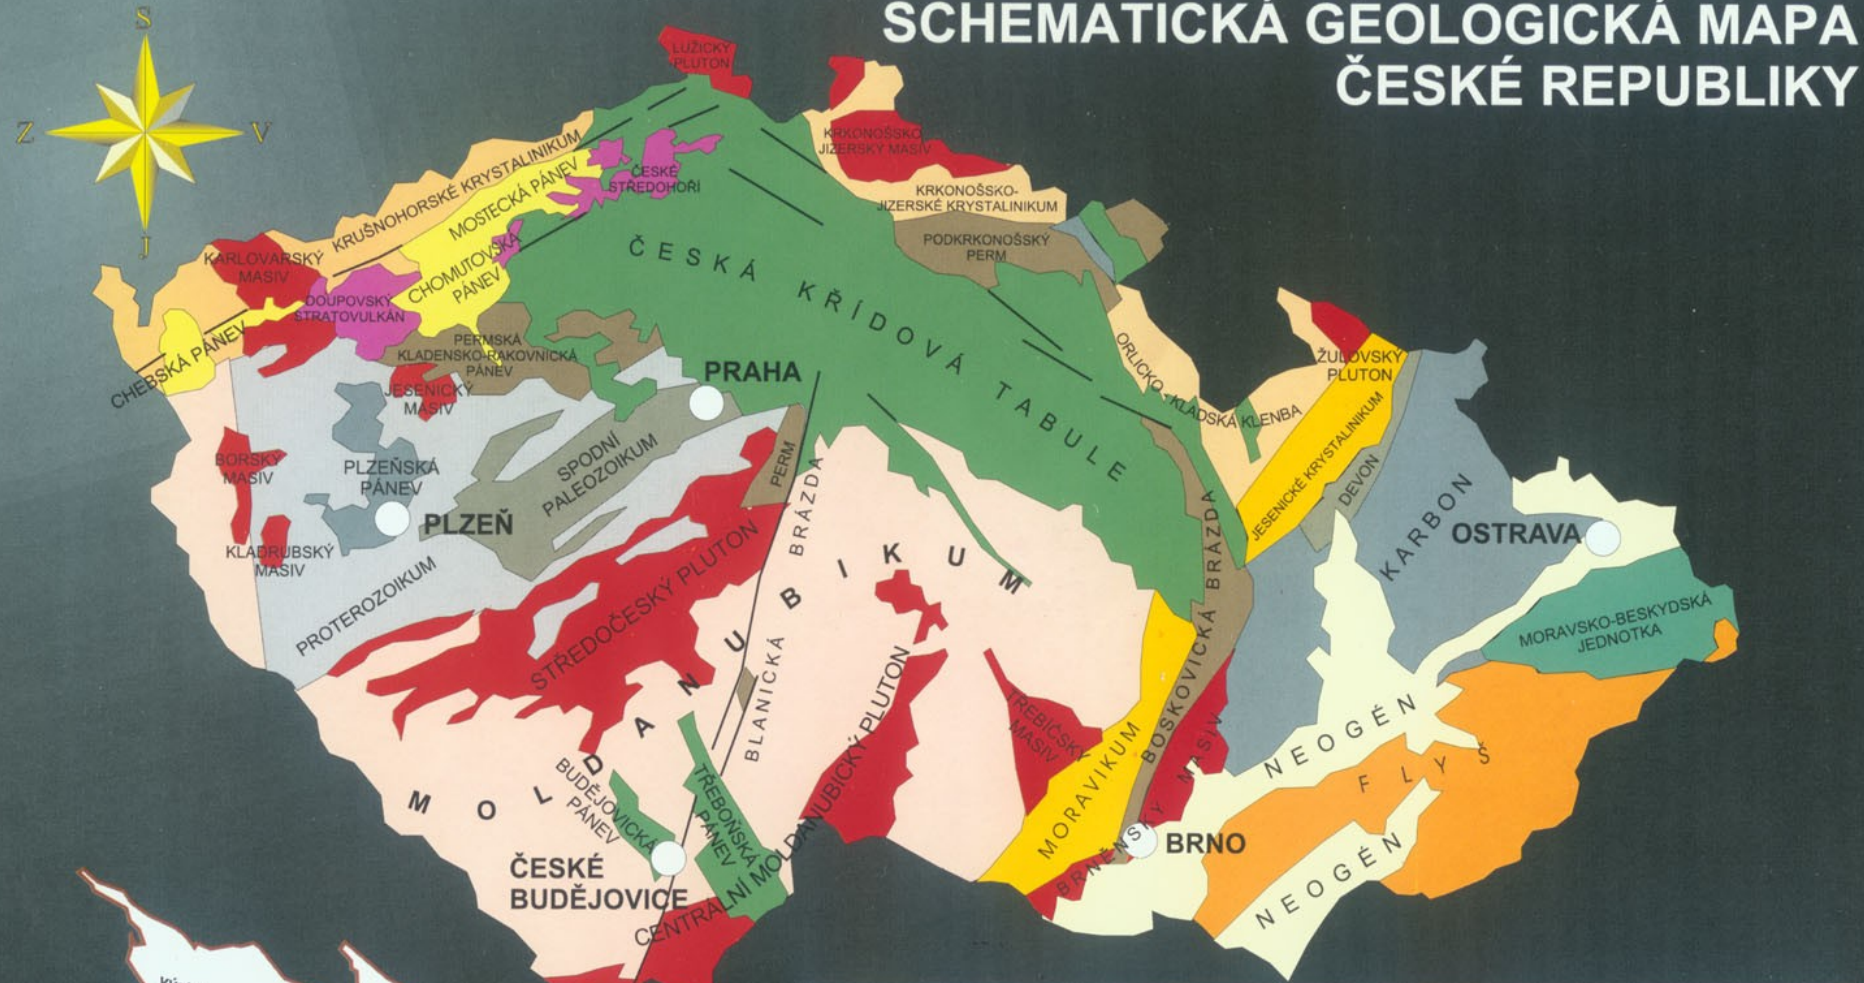 SCHEMATICKÁ GEOLOGICKÁ MAPA
ČESKÉ REPUBLIKY
S
Z
V
J
LUŽICKÝ
PLUTON
KRKONOŠSKO-
JIZERSKÝ MASIV
KRKONOŠSKO-
JIZERSKÉ KRYSTALINIKUM
PODKRKONOŠSKÝ
PERM
KRUŠNOHORSKÉ KRYSTALINIKUM
MOSTECKÁ PÁNEV
ČESKÉ
STŘEDOHOŘÍ
CHOMUTOVSKÁ
PÁNEV
KARLOVARSKÝ
MASIV
DOUPOVSKÝ
STRATOVULKÁN
CHEBSKÁ PÁNEV
PERMSKÁ
KLADENSKO-RAKOVNICKÁ
PÁNEV
JESENICKÝ
MASIV
ČESKÁ KŘÍDOVÁ TABULE
PRAHA
ORLICKO-KLADSKÁ KLENBA
ŽULOVSKÝ
PLUTON
JESENICKÉ KRYSTALINIKUM
DEVON
KARBON
OSTRAVA
BORSKÝ
MASIV
PLZEŇSKÁ
PÁNEV
PLZEŇ
SPODNÍ
PALEOZOIKUM
PERM
KLADRUBSKÝ
MASIV
PROTEROZOIKUM
STŘEDOČESKÝ PLUTON
BLANICKÁ BRÁZDA
MOLDANUBIKUM
BOSKOVICKÁ BRÁZDA
MORAVSKO-BESKYDSKÁ
JEDNOTKA
TŘEBÍČSKÝ
MASIV
MORAVIKUM
BRNĚNSKÝ MASIV
BRNO
NEOGÉN
FLYŠ
NEOGÉN
BUDĚJOVICKÁ
PÁNEV
TŘEBOŇSKÁ
PÁNEV
ČESKÉ
BUDĚJOVICE
CENTRÁLNÍ MOLDANUBICKÝ PLUTON